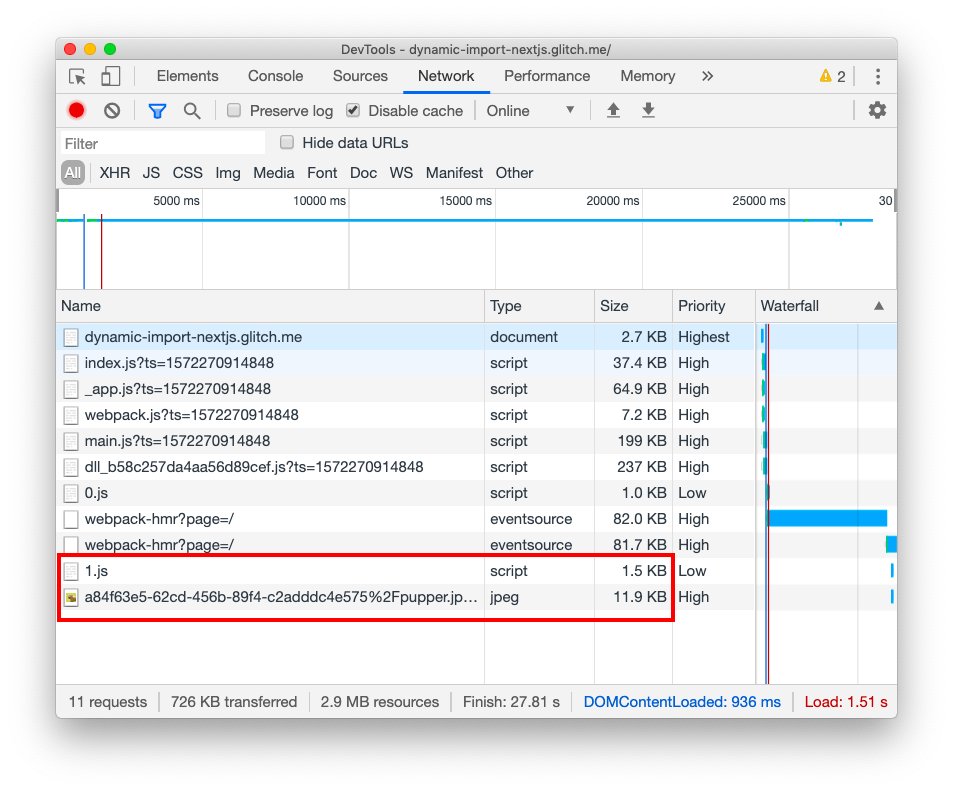 DevTools - dynamic-import-nextjs.glitch.me/
Elements Console Sources Network Performance Memory » 2
Preserve log Disable cache Online ▼
Filter Hide data URLs
All XHR JS CSS Img Media Font Doc WS Manifest Other
5000 ms 10000 ms 15000 ms 20000 ms 25000 ms 30
Name Type Size Priority Waterfall ▲
dynamic-import-nextjs.glitch.me document 2.7 KB Highest
index.js?ts=1572270914848 script 37.4 KB High
_app.js?ts=1572270914848 script 64.9 KB High
webpack.js?ts=1572270914848 script 7.2 KB High
main.js?ts=1572270914848 script 199 KB High
dll_b58c257da4aa56d89cef.js?ts=1572270914848 script 237 KB High
0.js script 1.0 KB Low
webpack-hmr?page=/ eventsource 82.0 KB High
webpack-hmr?page=/ eventsource 81.7 KB High
1.js script 1.5 KB Low
a84f63e5-62cd-456b-89f4-c2adddc4e575%2Fpupper.jp… jpeg 11.9 KB High
11 requests 726 KB transferred 2.9 MB resources Finish: 27.81 s DOMContentLoaded: 936 ms Load: 1.51 s